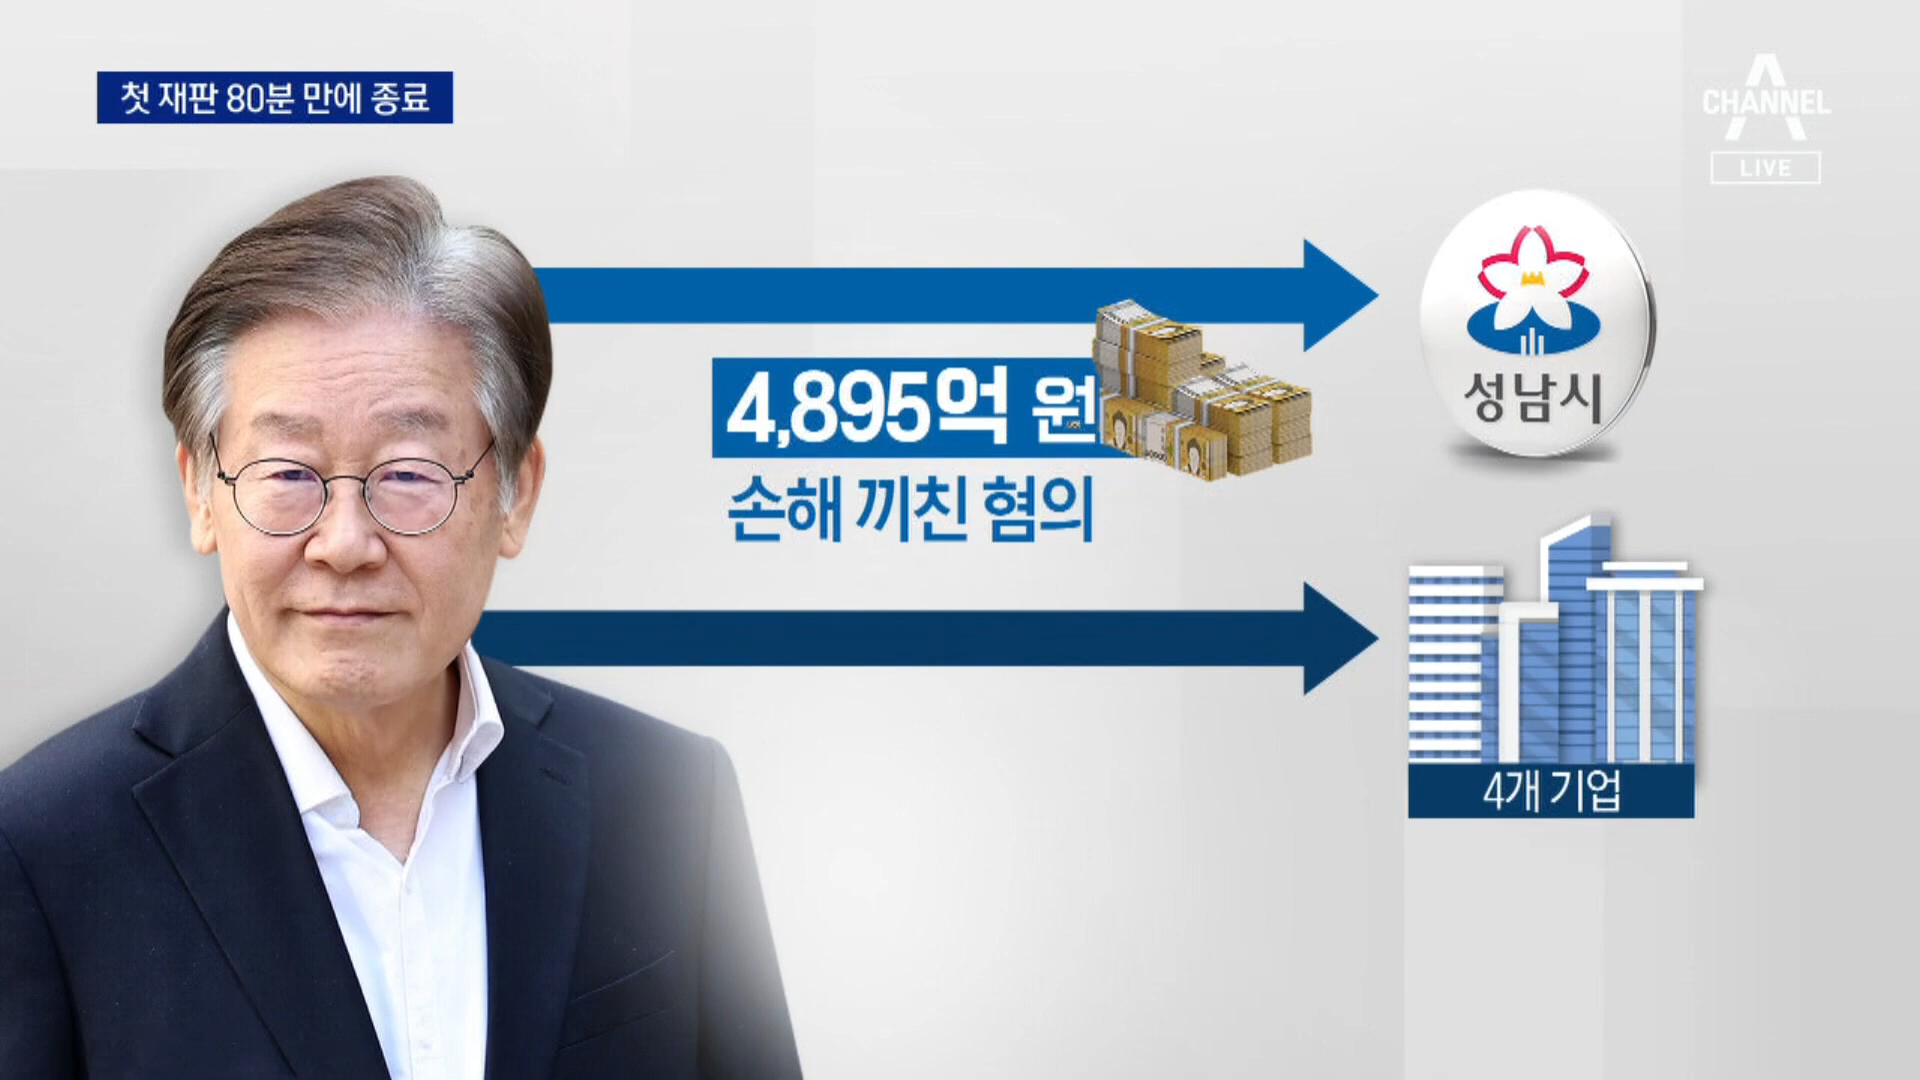 첫 재판 80분 만에 종료
CHANNEL A
LIVE
4,895억 원
손해 끼친 혐의
성남시
4개 기업